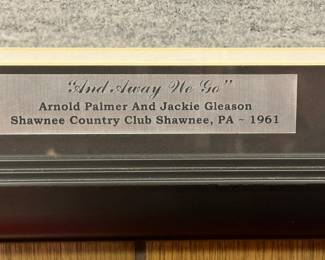 "And Away We Go"
Arnold Palmer And Jackie Gleason
Shawnee Country Club Shawnee, PA ~ 1961